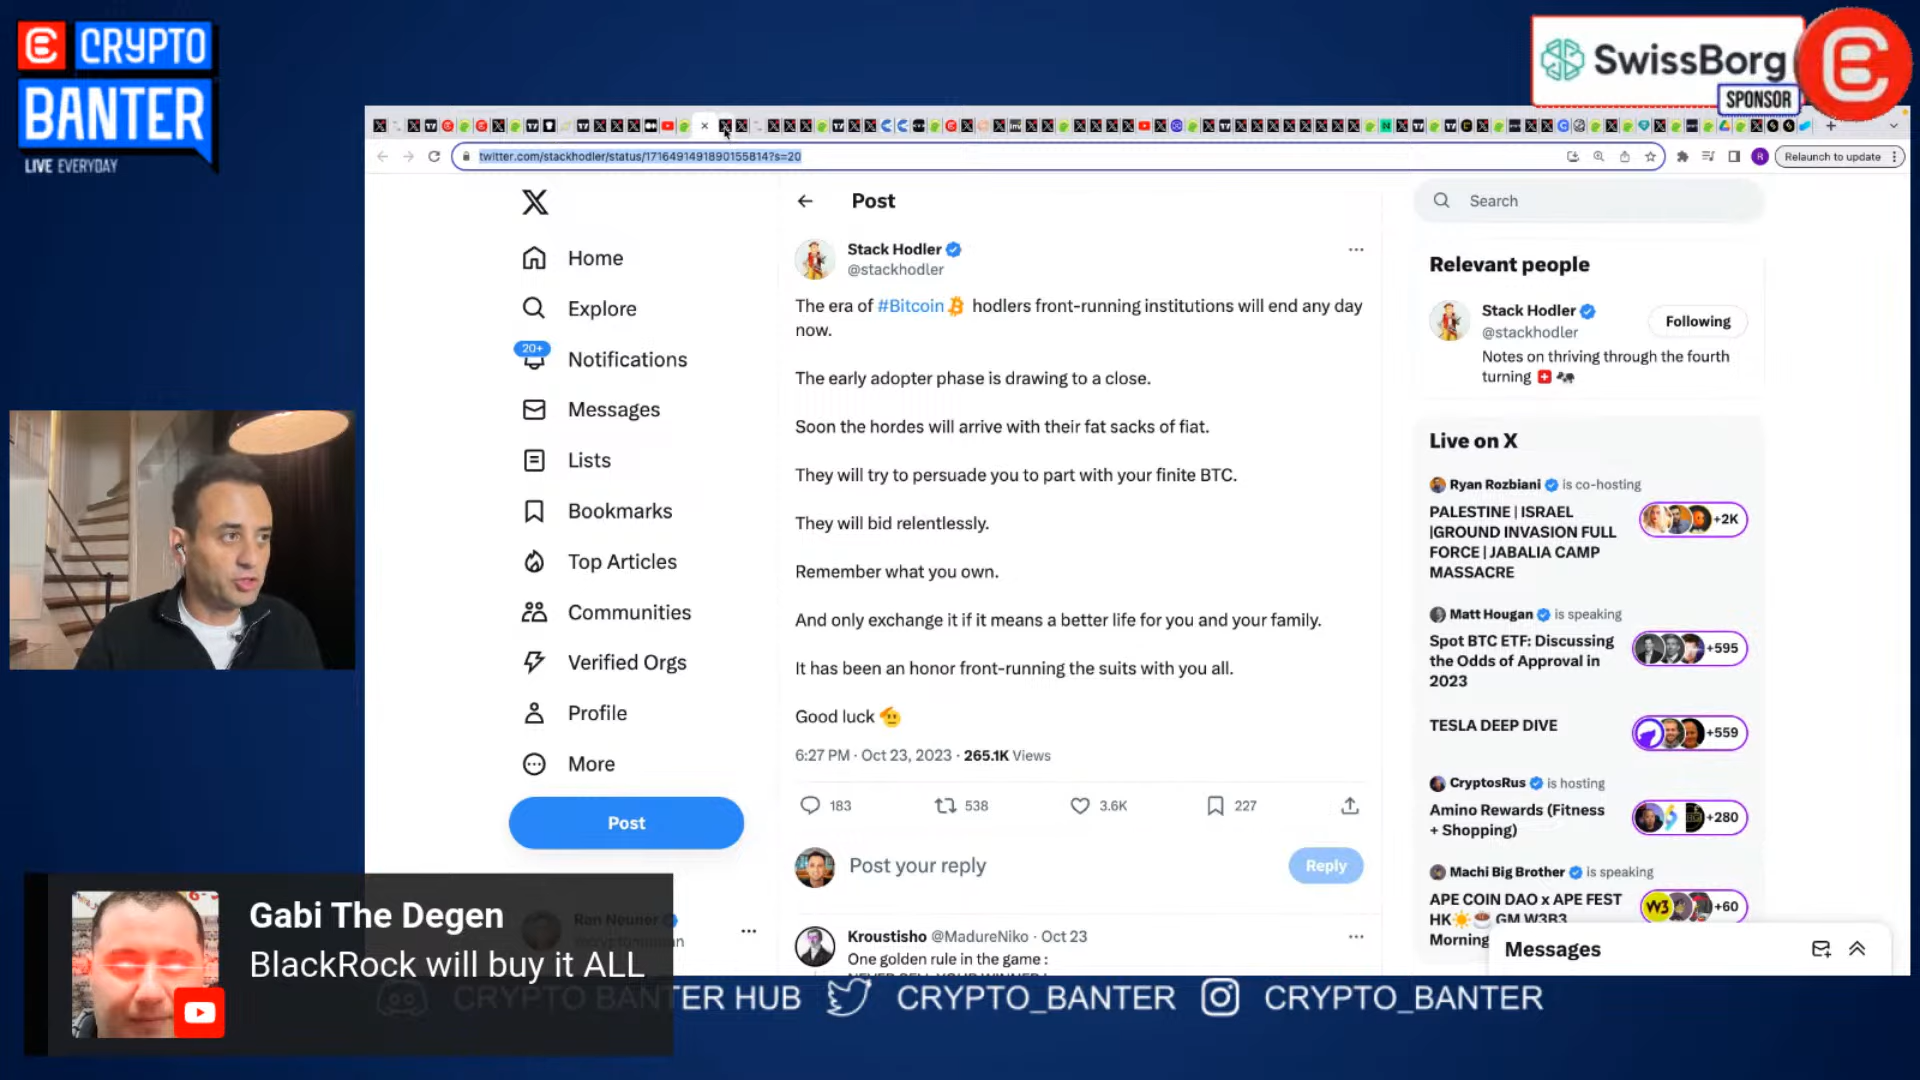 CRYPTO
BANTER
LIVE EVERYDAY
SwissBorg
SPONSOR
twitter.com/stackhodler/status/1716491491890155814?s=20
Relaunch to update
Home
Explore
20+
Notifications
Messages
Lists
Bookmarks
Top Articles
Communities
Verified Orgs
Profile
More
Post
Post
Stack Hodler
@stackhodler
The era of #Bitcoin hodlers front-running institutions will end any day
now.
The early adopter phase is drawing to a close.
Soon the hordes will arrive with their fat sacks of fiat.
They will try to persuade you to part with your finite BTC.
They will bid relentlessly.
Remember what you own.
And only exchange it if it means a better life for you and your family.
It has been an honor front-running the suits with you all.
Good luck
6:27 PM · Oct 23, 2023 · 265.1K Views
183 538 3.6K 227
Post your reply
Reply
Kroustisho @MadureNiko · Oct 23
One golden rule in the game :
Search
Relevant people
Stack Hodler
@stackhodler
Following
Notes on thriving through the fourth
turning
Live on X
Ryan Rozbiani is co-hosting
PALESTINE | ISRAEL
|GROUND INVASION FULL
FORCE | JABALIA CAMP
MASSACRE
+2K
Matt Hougan is speaking
Spot BTC ETF: Discussing
the Odds of Approval in
2023
+595
TESLA DEEP DIVE
+559
CryptosRus is hosting
Amino Rewards (Fitness
+ Shopping)
+280
Machi Big Brother is speaking
APE COIN DAO x APE FEST
HK GM W3B3
Morning
+60
Messages
Ran Neuner
Gabi The Degen
BlackRock will buy it ALL
CRYPTO BANTER HUB CRYPTO_BANTER CRYPTO_BANTER